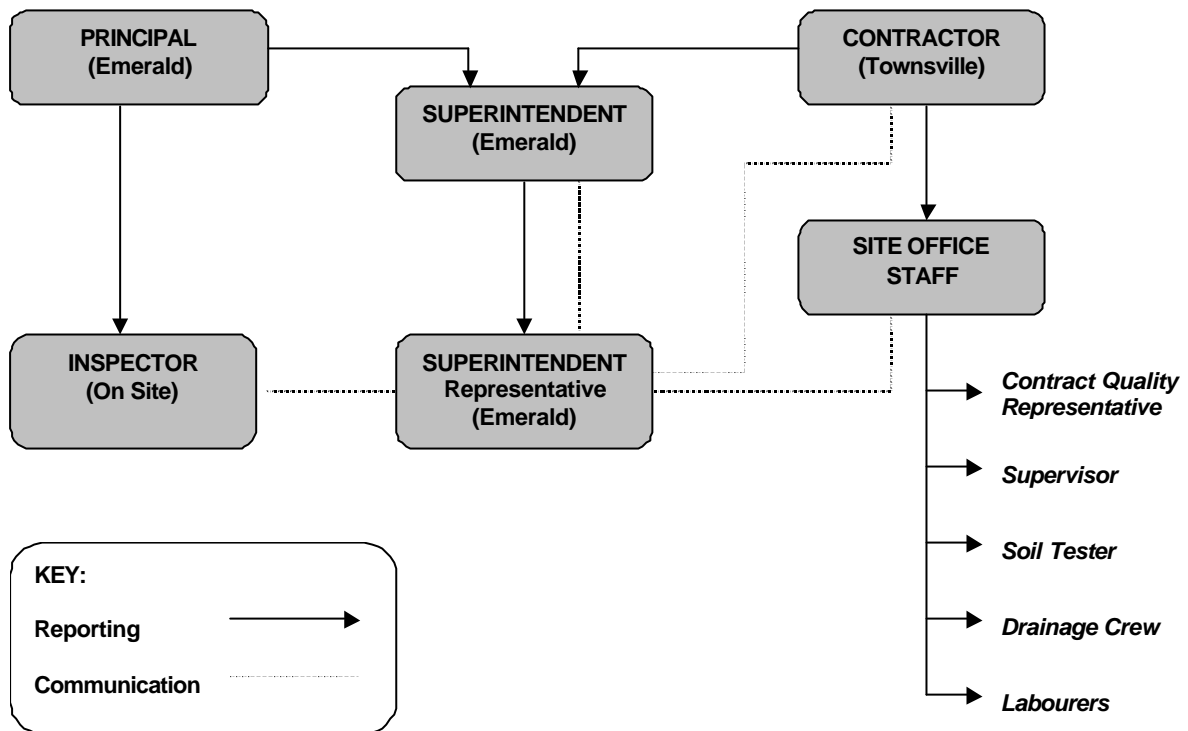 PRINCIPAL
(Emerald)
CONTRACTOR
(Townsville)
SUPERINTENDENT
(Emerald)
SITE OFFICE
STAFF
INSPECTOR
(On Site)
SUPERINTENDENT
Representative
(Emerald)
Contract Quality
Representative
Supervisor
Soil Tester
Drainage Crew
Labourers
KEY:
Reporting
Communication